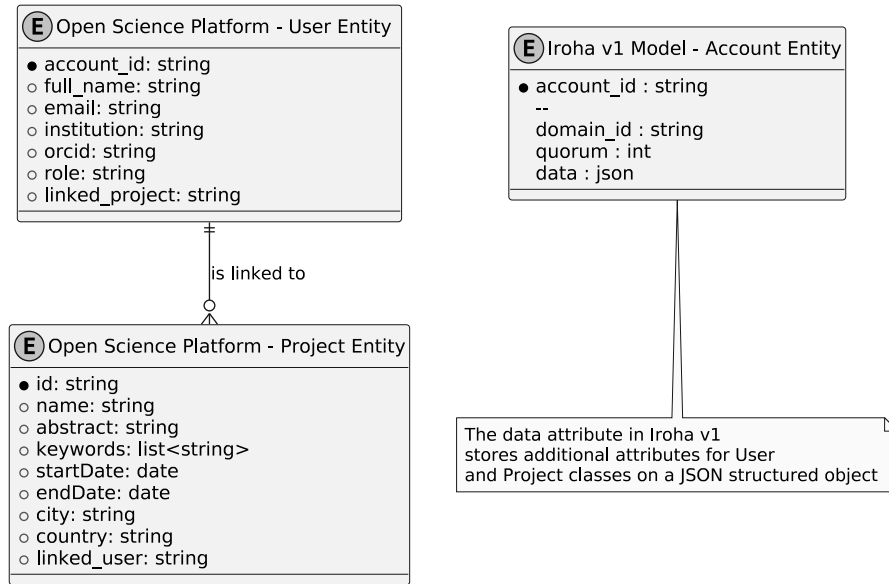 E Open Science Platform - User Entity
account_id: string
full_name: string
email: string
institution: string
orcid: string
role: string
linked_project: string
is linked to
E Open Science Platform - Project Entity
id: string
name: string
abstract: string
keywords: list<string>
startDate: date
endDate: date
city: string
country: string
linked_user: string
E Iroha v1 Model - Account Entity
account_id : string
--
domain_id : string
quorum : int
data : json
The data attribute in Iroha v1
stores additional attributes for User
and Project classes on a JSON structured object